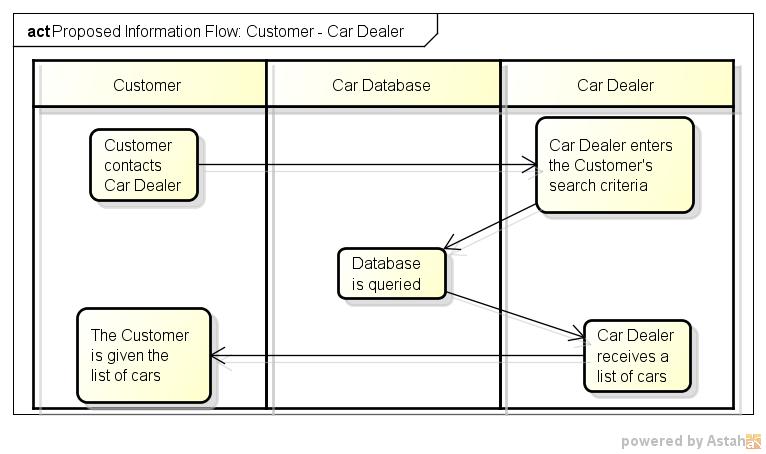 act Proposed Information Flow: Customer - Car Dealer
Customer
Car Database
Car Dealer
Customer
contacts
Car Dealer
Car Dealer enters
the Customer's
search criteria
Database
is queried
Car Dealer
receives a
list of cars
The Customer
is given the
list of cars
powered by Astah